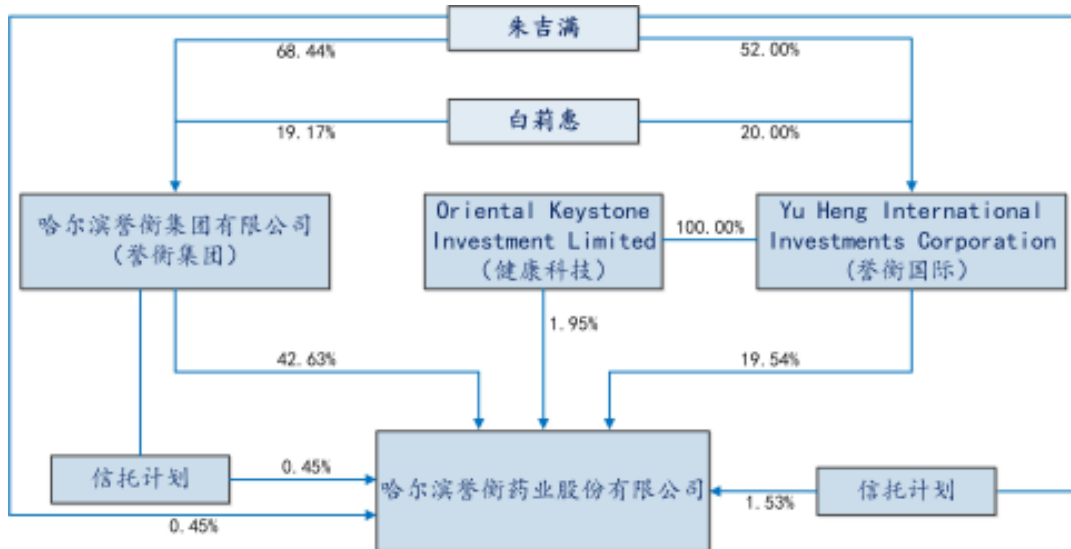 朱吉满
68.44%
52.00%
白莉惠
19.17%
20.00%
哈尔滨誉衡集团有限公司
(誉衡集团)
Oriental Keystone
Investment Limited
(健康科技)
100.00%
Yu Heng International
Investments Corporation
(誉衡国际)
1.95%
42.63%
19.54%
信托计划
0.45%
哈尔滨誉衡药业股份有限公司
信托计划
1.53%
0.45%